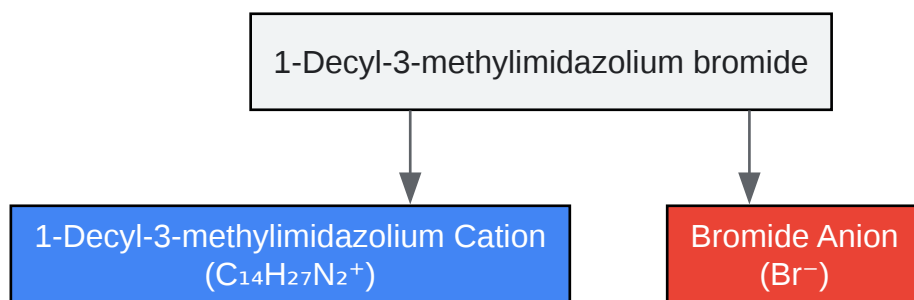 1-Decyl-3-methylimidazolium bromide
1-Decyl-3-methylimidazolium Cation
(C₁₄H₂₇N₂⁺)
Bromide Anion
(Br⁻)